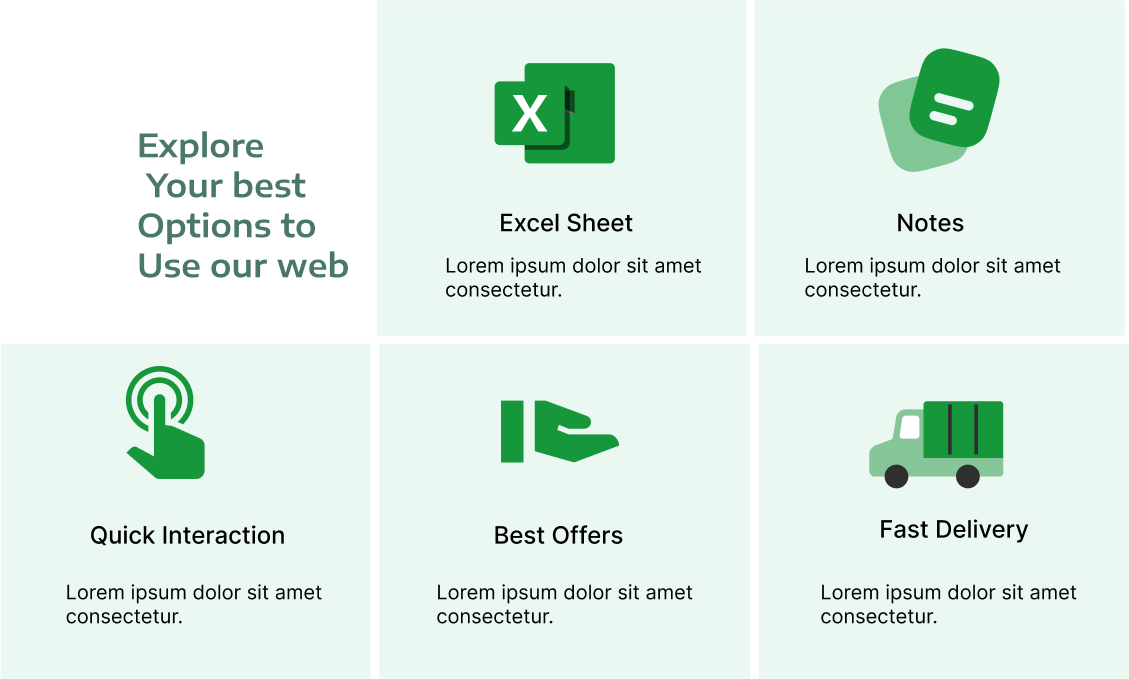 Explore
Your best
Options to
Use our web
X
Excel Sheet
Lorem ipsum dolor sit amet
consectetur.
Notes
Lorem ipsum dolor sit amet
consectetur.
Quick Interaction
Lorem ipsum dolor sit amet
consectetur.
Best Offers
Lorem ipsum dolor sit amet
consectetur.
Fast Delivery
Lorem ipsum dolor sit amet
consectetur.